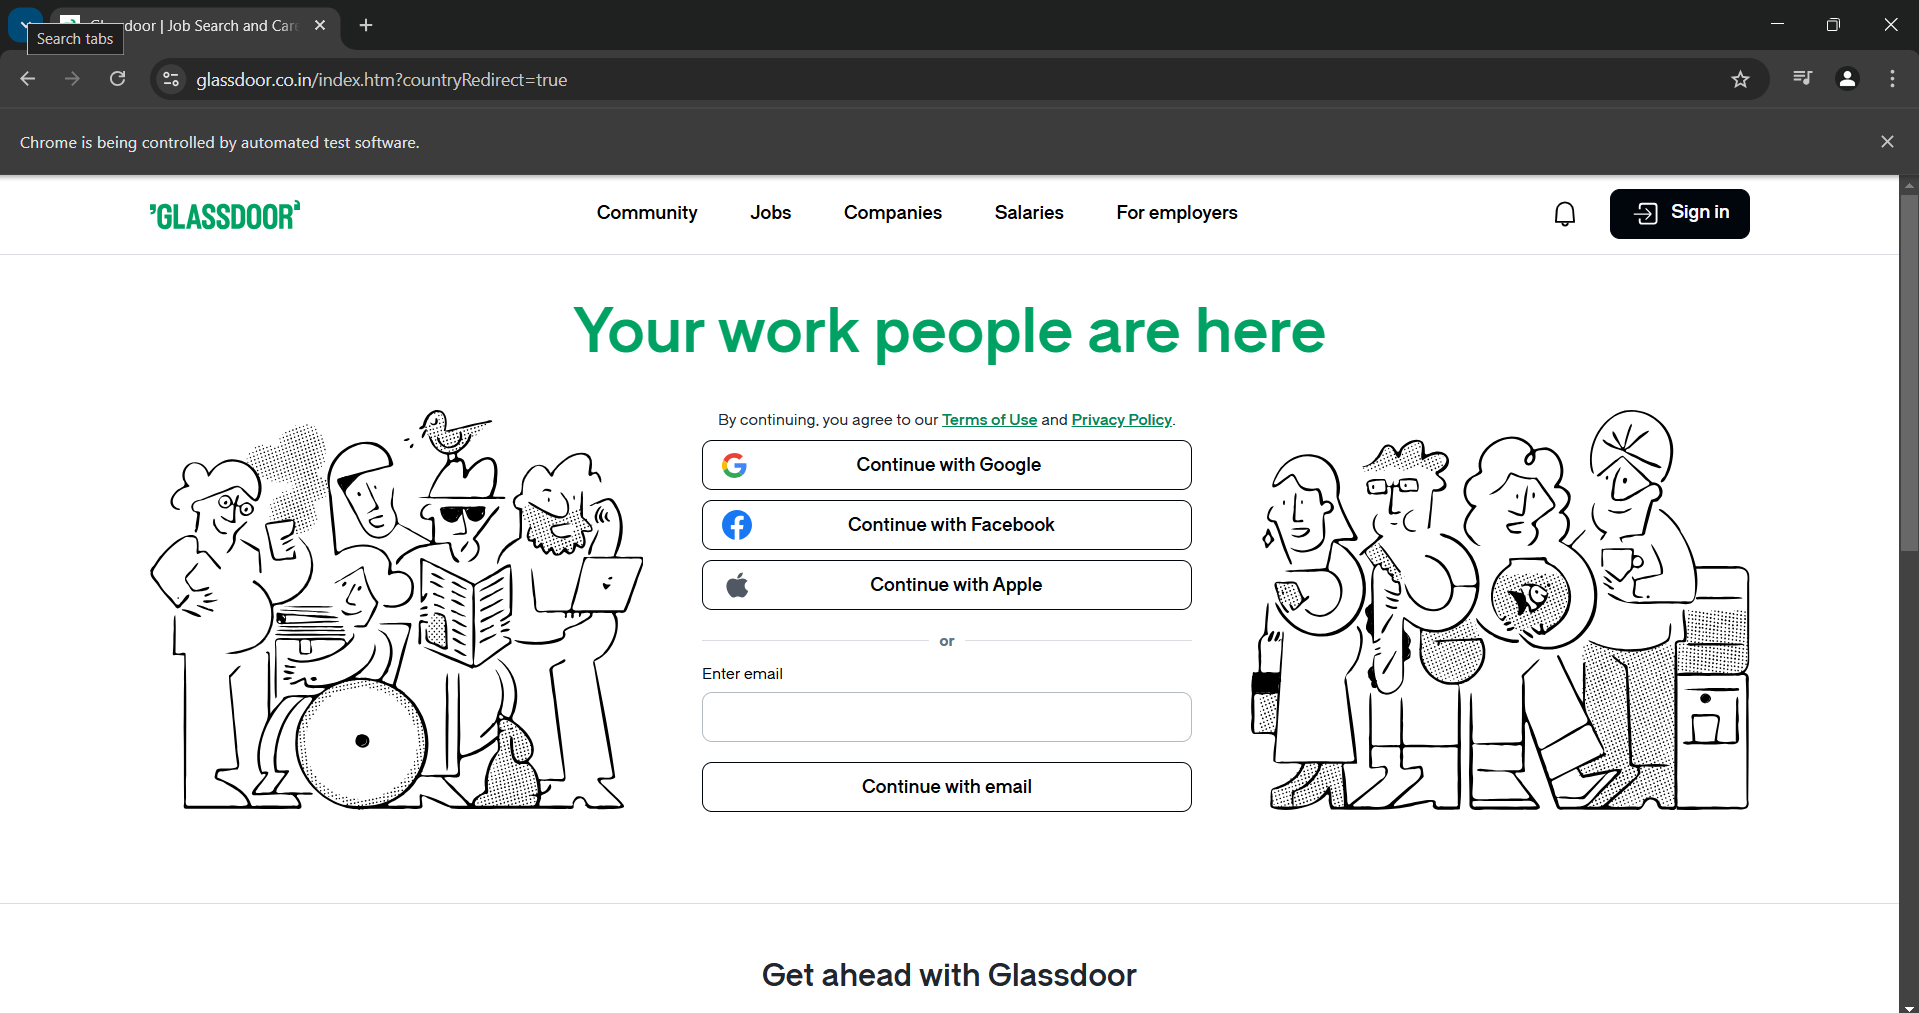 door | Job Search and Car
Search tabs
glassdoor.co.in/index.htm?countryRedirect=true
Chrome is being controlled by automated test software.
GLASSDOOR
Community
Jobs
Companies
Salaries
For employers
Sign in
Your work people are here
By continuing, you agree to our Terms of Use and Privacy Policy.
Continue with Google
Continue with Facebook
Continue with Apple
or
Enter email
Continue with email
Get ahead with Glassdoor